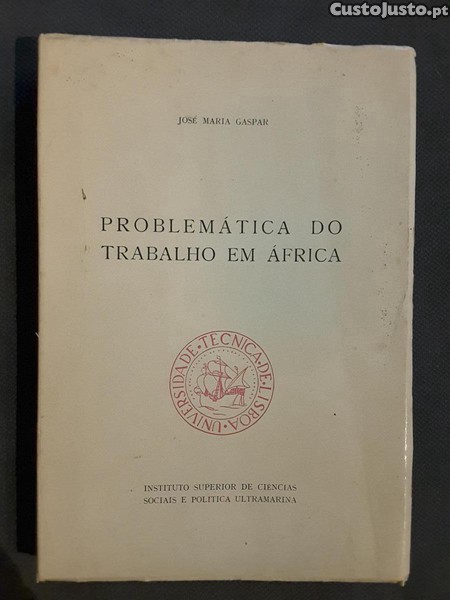 CustoJusto.pt
JOSÉ MARIA GASPAR
PROBLEMÁTICA DO
TRABALHO EM ÁFRICA
UNIVERSIDADE • TECNICA • DE • LISBOA •
INSTITUTO SUPERIOR DE CIENCIAS
SOCIAIS E POLITICA ULTRAMARINA